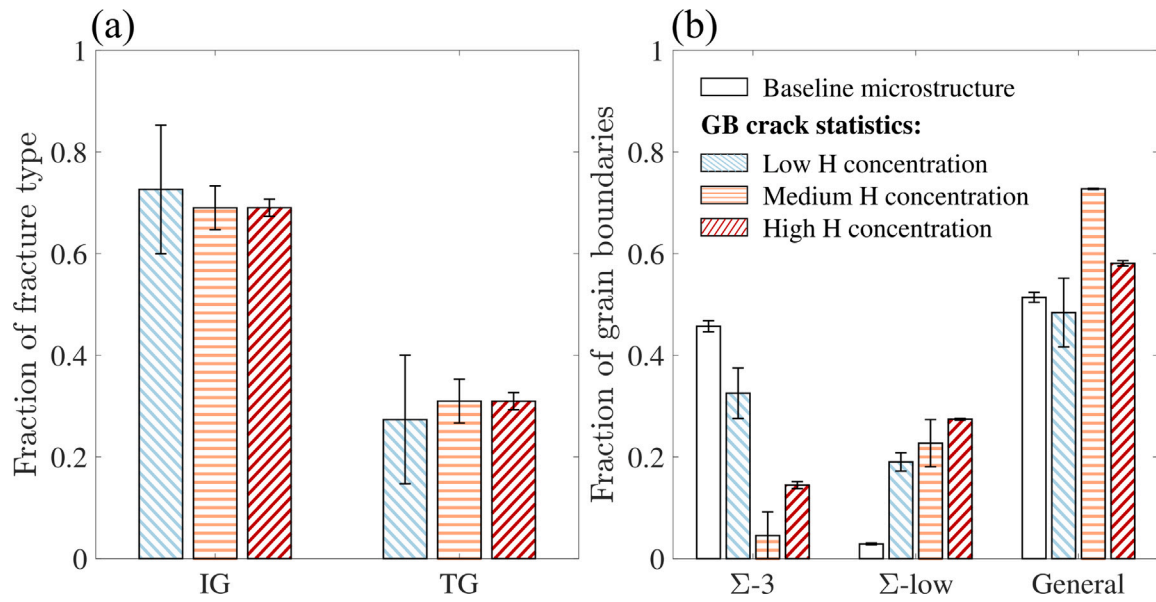 (a)
Fraction of fracture type
1
0.8
0.6
0.4
0.2
0
IG
TG
(b)
Fraction of grain boundaries
1
0.8
0.6
0.4
0.2
0
Baseline microstructure
GB crack statistics:
Low H concentration
Medium H concentration
High H concentration
Σ-3
Σ-low
General